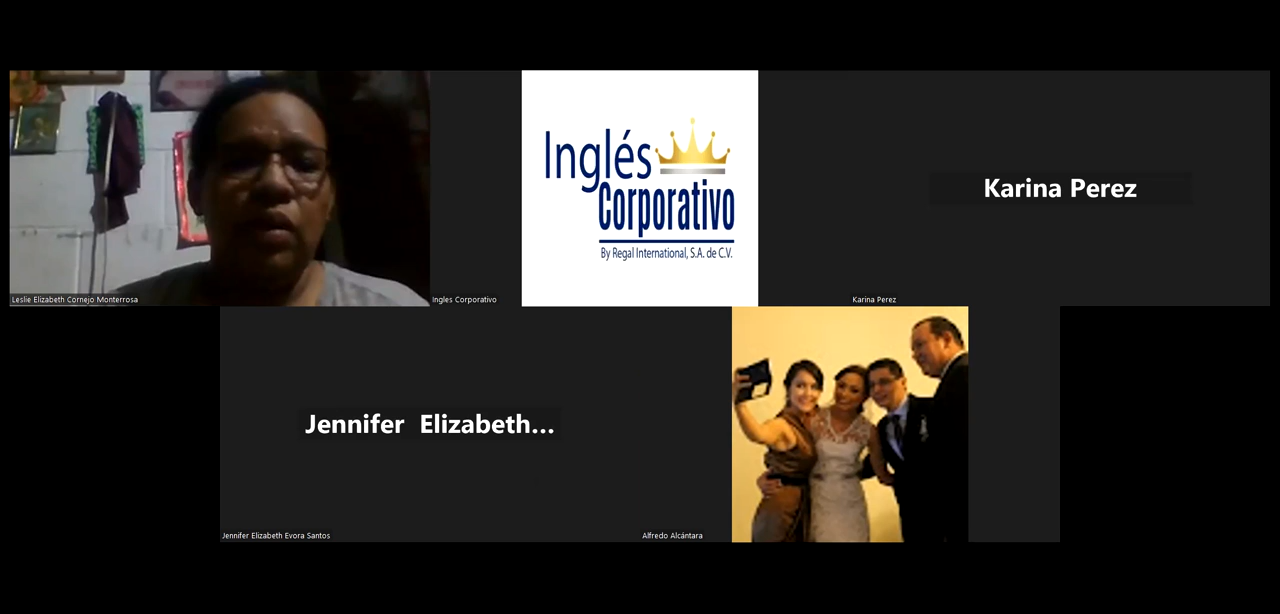 Inglés
Corporativo
By Regal International, S.A. de C.V.
Karina Perez
Leslie Elizabeth Cornejo Monterrosa
Ingles Corporativo
Karina Perez
Jennifer Elizabeth...
Jennifer Elizabeth Evora Santos
Alfredo Alcántara